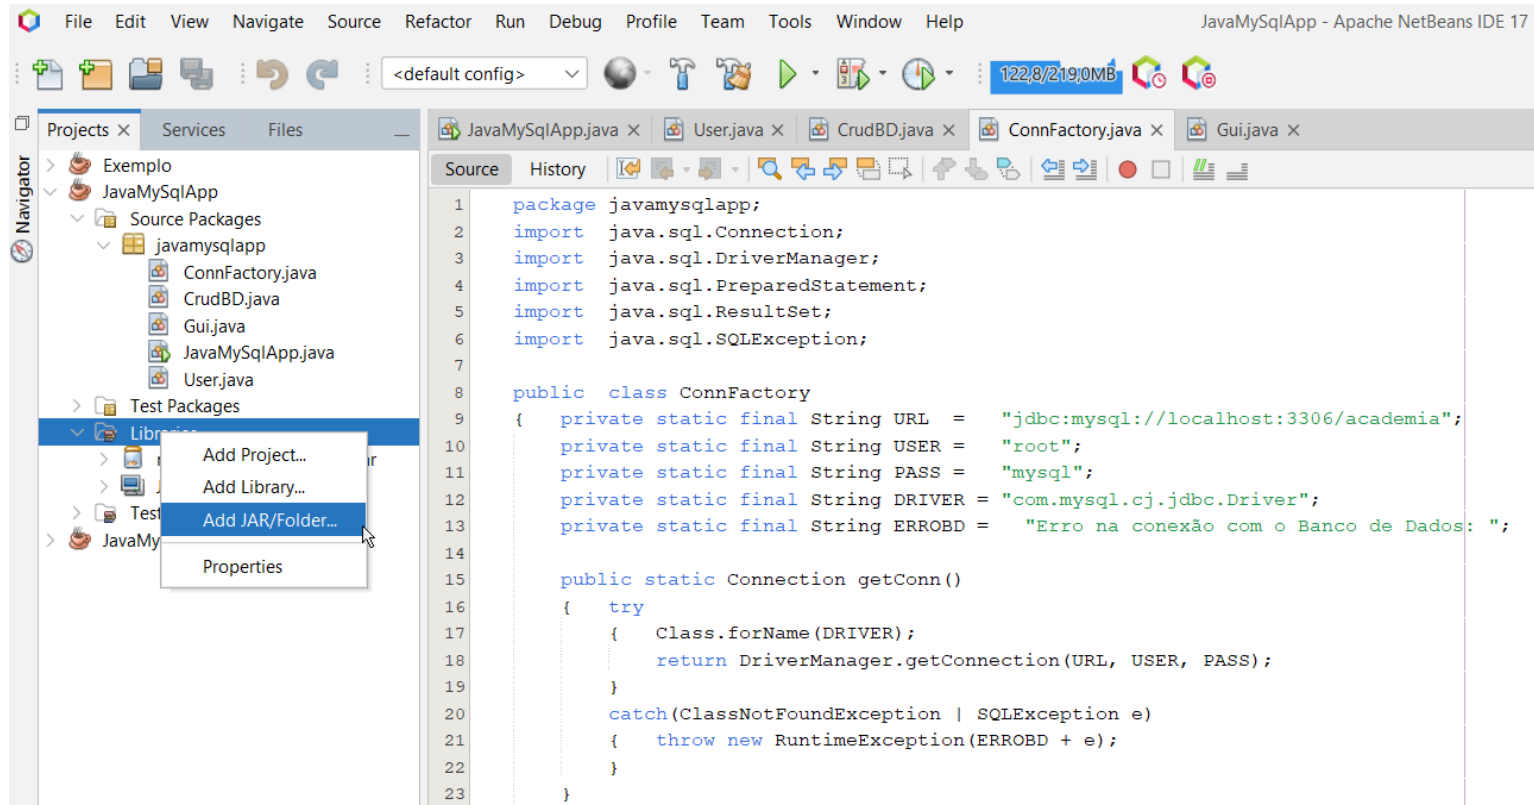 File Edit View Navigate Source Refactor Run Debug Profile Team Tools Window Help JavaMySqlApp - Apache NetBeans IDE 17
<default config> 122,8/219,0MB
Projects Services Files
Navigator
Exemplo
JavaMySqlApp
Source Packages
javamysqlapp
ConnFactory.java
CrudBD.java
Gui.java
JavaMySqlApp.java
User.java
Test Packages
Libraries
Add Project...
Add Library...
Test
Add JAR/Folder...
JavaMy
Properties
JavaMySqlApp.java User.java CrudBD.java ConnFactory.java Gui.java
Source History
1 package javamysqlapp;
2 import java.sql.Connection;
3 import java.sql.DriverManager;
4 import java.sql.PreparedStatement;
5 import java.sql.ResultSet;
6 import java.sql.SQLException;
7
8 public class ConnFactory
9 { private static final String URL = "jdbc:mysql://localhost:3306/academia";
10 private static final String USER = "root";
11 private static final String PASS = "mysql";
12 private static final String DRIVER = "com.mysql.cj.jdbc.Driver";
13 private static final String ERROBD = "Erro na conexão com o Banco de Dados: ";
14
15 public static Connection getConn()
16 { try
17 { Class.forName(DRIVER);
18 return DriverManager.getConnection(URL, USER, PASS);
19 }
20 catch(ClassNotFoundException | SQLException e)
21 { throw new RuntimeException(ERROBD + e);
22 }
23 }